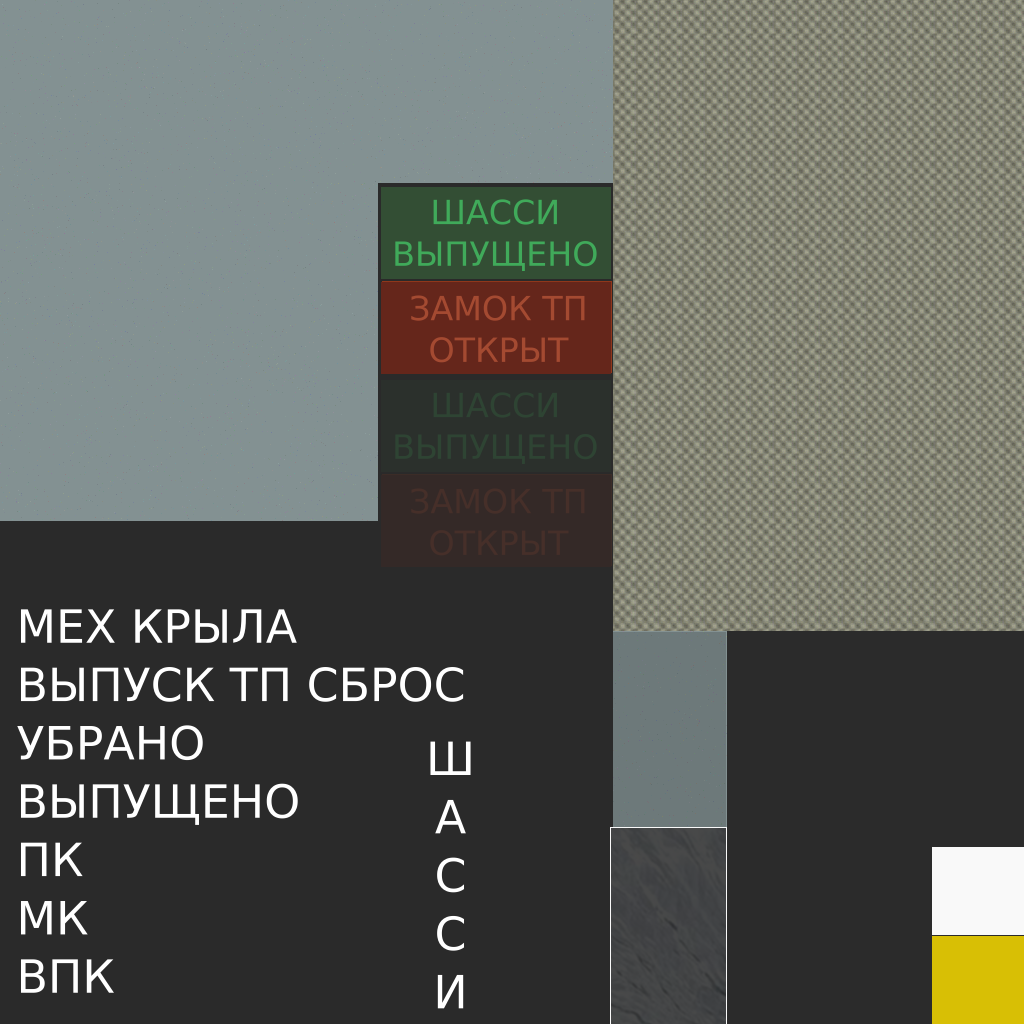 ШАССИ
ВЫПУЩЕНО
ЗАМОК ТП
ОТКРЫТ
ШАССИ
ВЫПУЩЕНО
ЗАМОК ТП
ОТКРЫТ
МЕХ КРЫЛА
ВЫПУСК ТП СБРОС
УБРАНО
ВЫПУЩЕНО
ПК
МК
ВПК
Ш
А
С
С
И